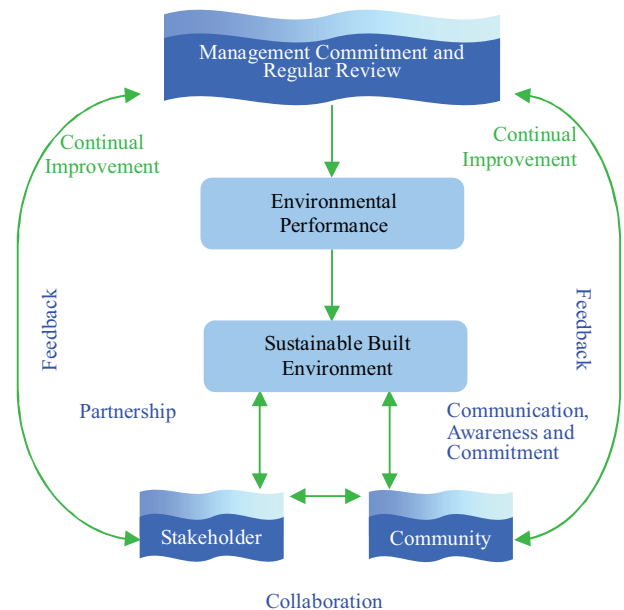 Management Commitment and
Regular Review
Continual
Improvement
Continual
Improvement
Environmental
Performance
Feedback
Feedback
Sustainable Built
Environment
Partnership
Communication,
Awareness and
Commitment
Stakeholder
Community
Collaboration